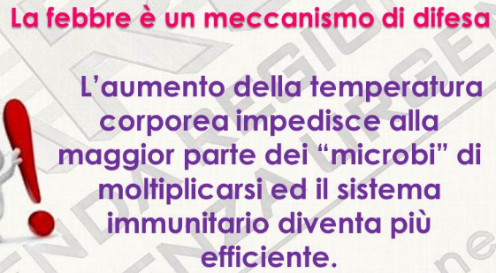 La febbre è un meccanismo di difesa
L'aumento della temperatura
corporea impedisce alla
maggior parte dei “microbi” di
moltiplicarsi ed il sistema
immunitario diventa più
efficiente.